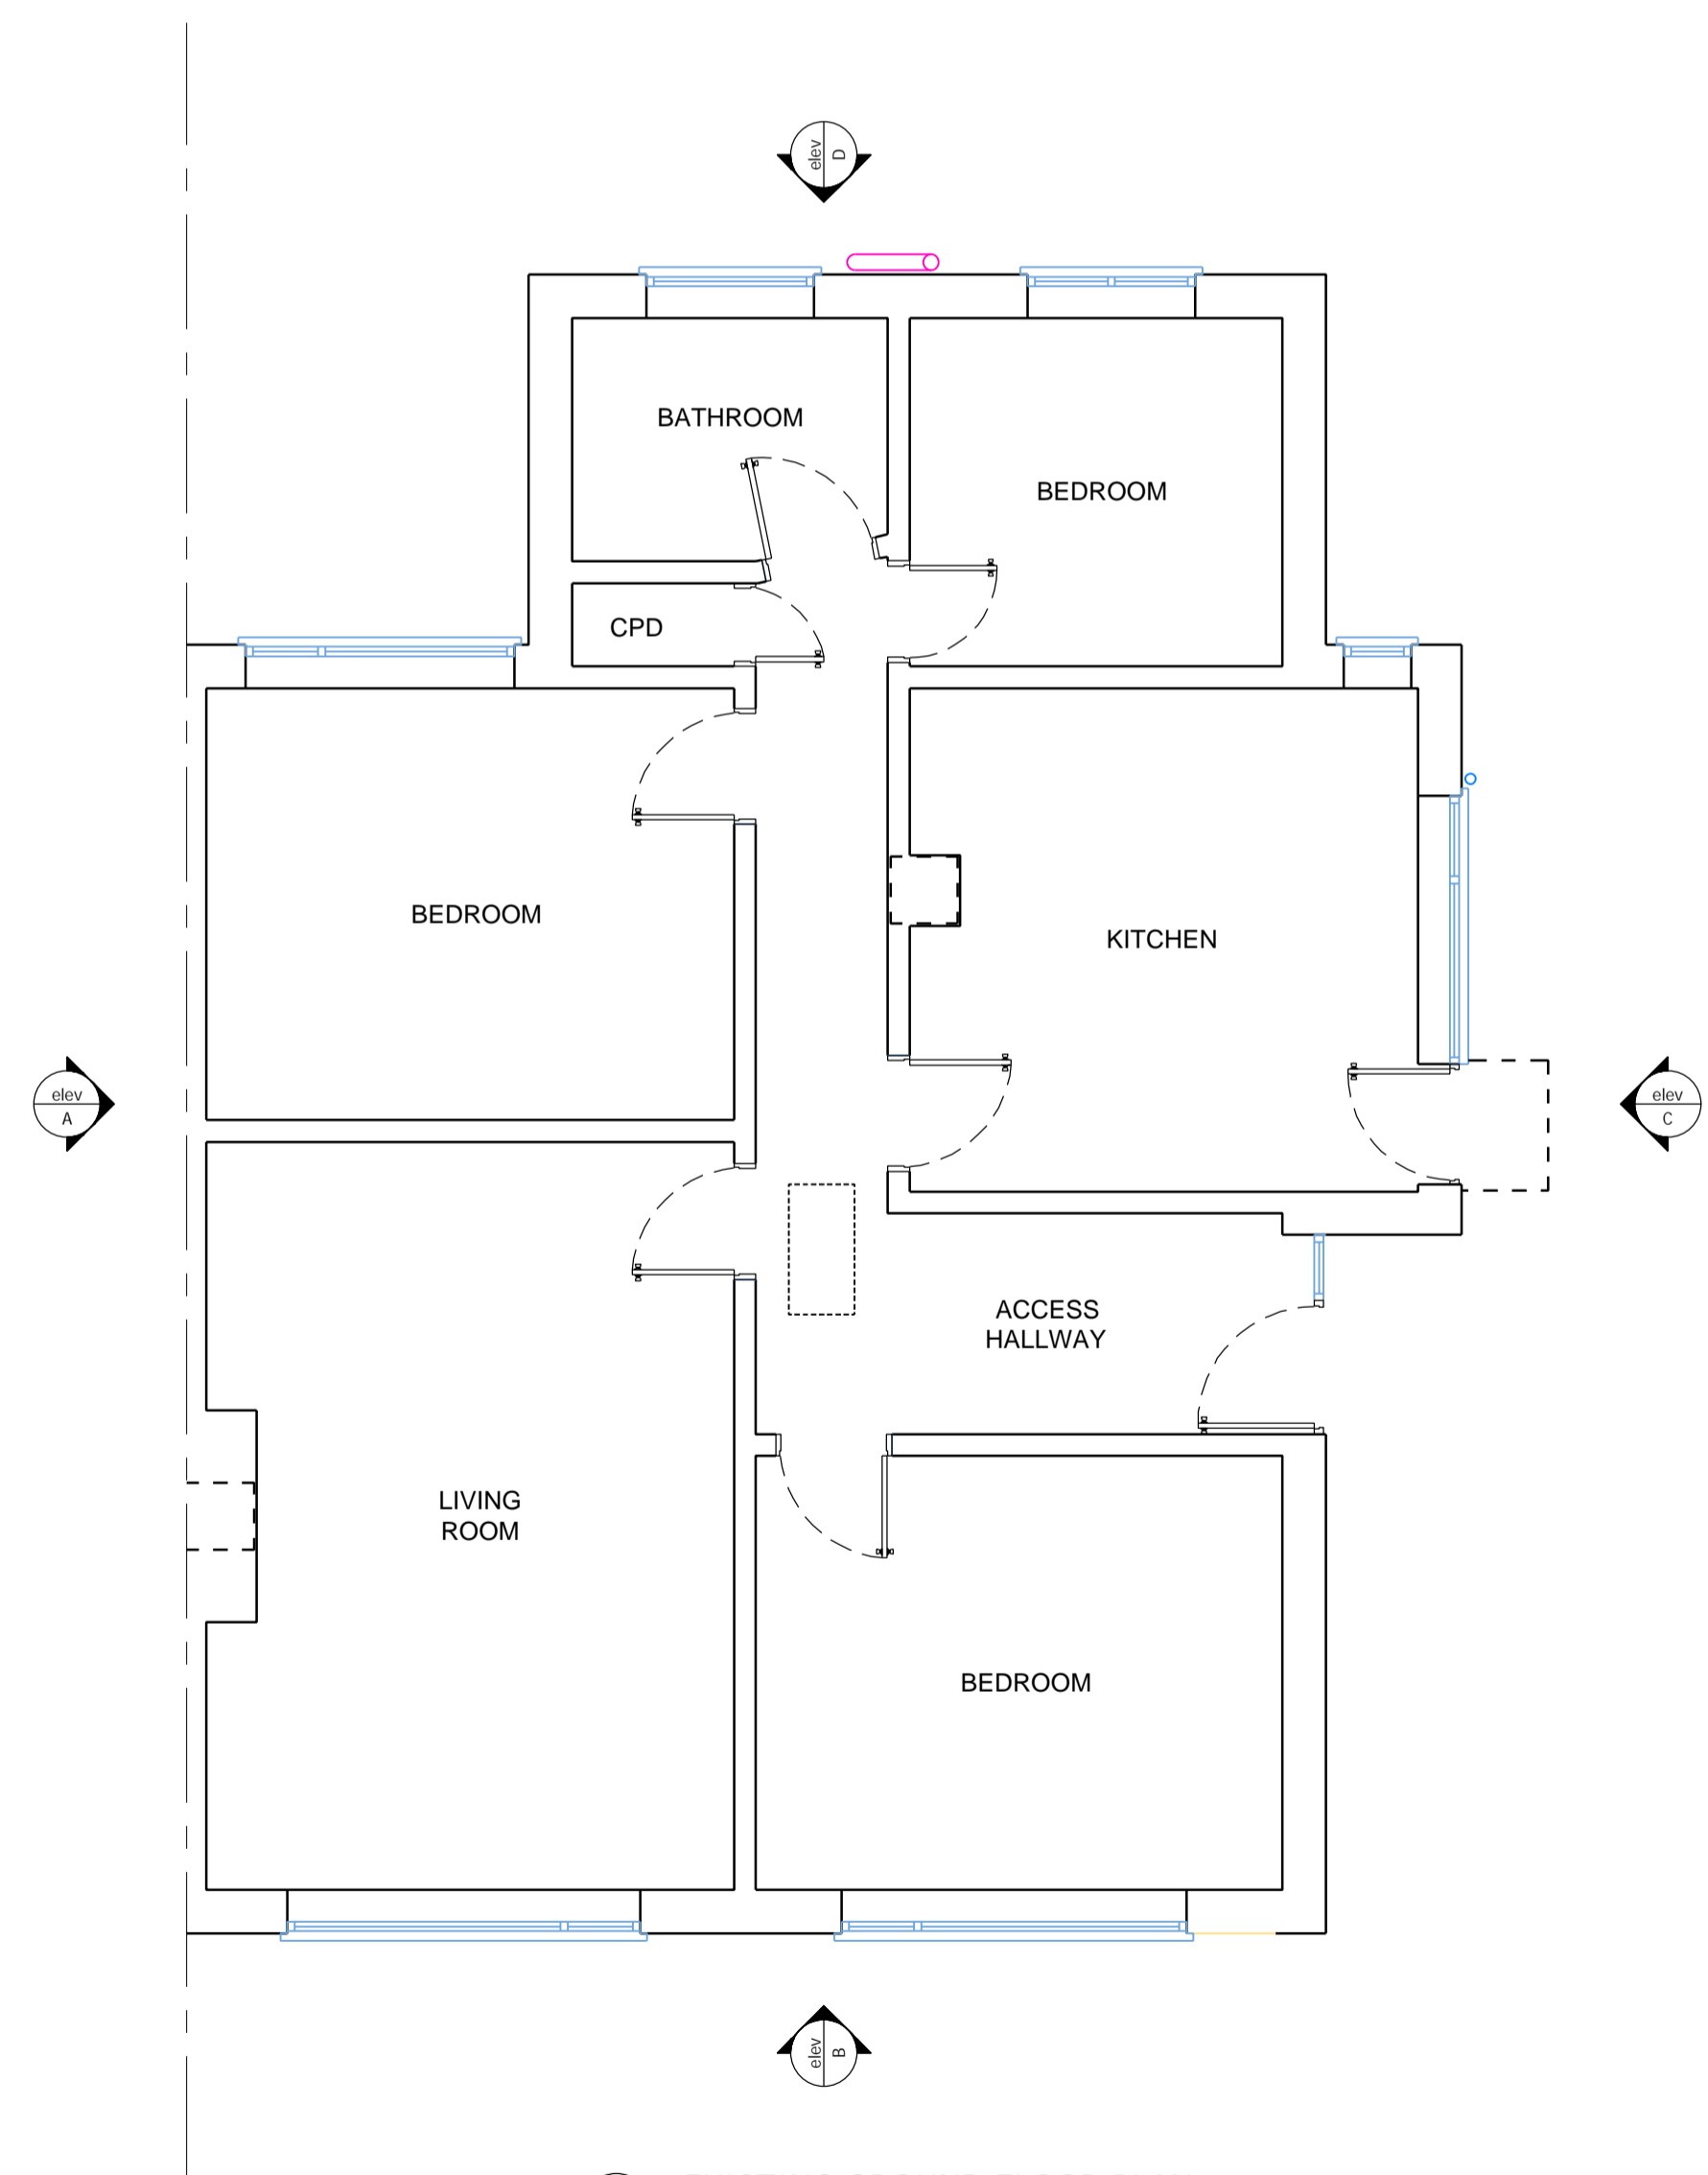 elev
D
BATHROOM
BEDROOM
CPD
BEDROOM
KITCHEN
elev
A
elev
C
ACCESS
HALLWAY
LIVING
ROOM
BEDROOM
elev
B